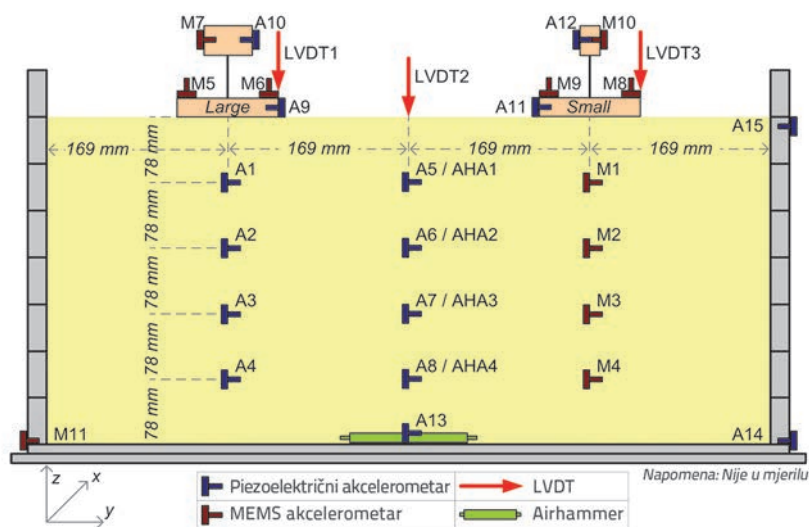 M7
A10
A12
M10
LVDT1
LVDT3
LVDT2
M5
M6
M9
M8
Large
A9
A11
Small
A15
169 mm
169 mm
169 mm
169 mm
78 mm
78 mm
78 mm
78 mm
78 mm
A1
A5 / AHA1
M1
A2
A6 / AHA2
M2
A3
A7 / AHA3
M3
A4
A8 / AHA4
M4
M11
A13
A14
z
x
y
Piezoelektrični akcelerometar
LVDT
MEMS akcelerometar
Airhammer
Napomena: Nije u mjerilu